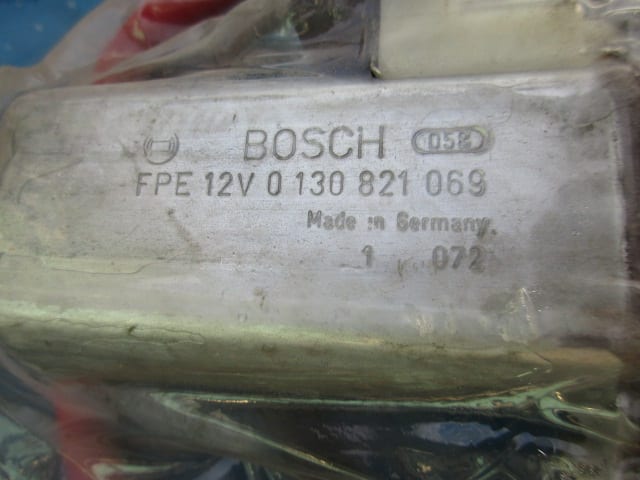 BOSCH 058
FPE 12V 0 130 821 069
Made in Germany.
1 072